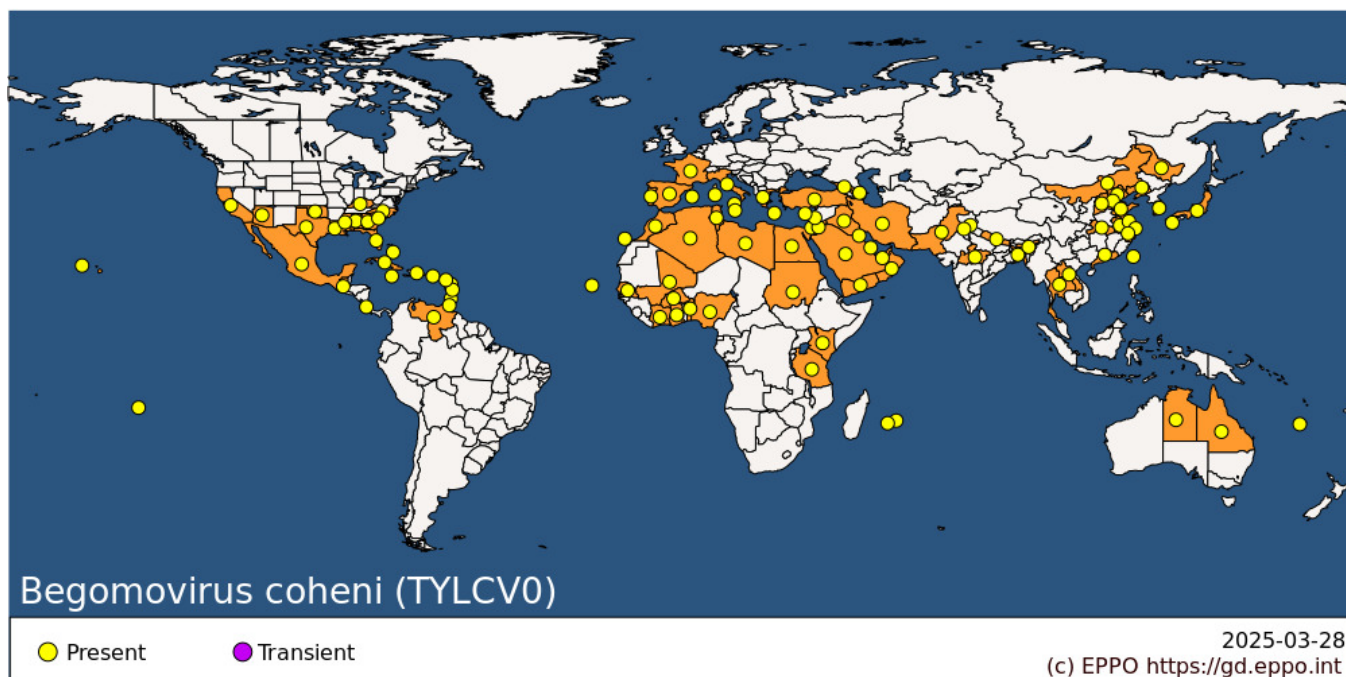 Begomovirus coheni (TYLCV0)
Present
Transient
2025-03-28
(c) EPPO https://gd.eppo.int